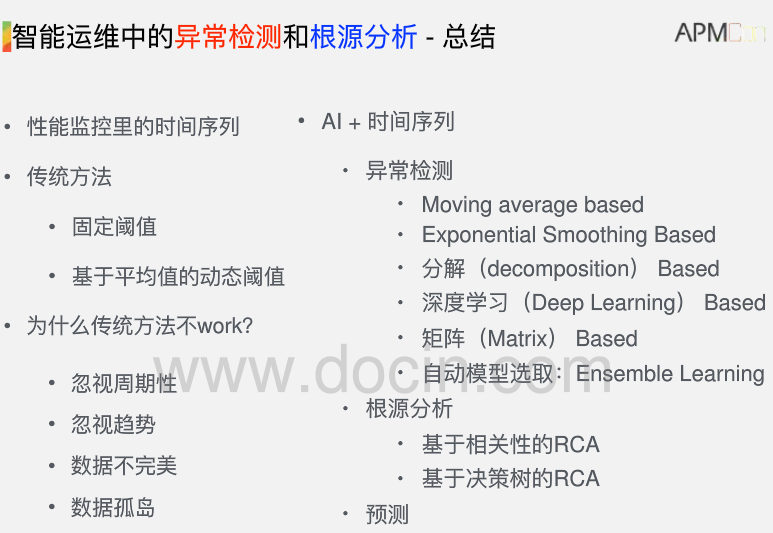 智能运维中的异常检测和根源分析 - 总结
APMCon
• 性能监控里的时间序列
• 传统方法
• 固定阈值
• 基于平均值的动态阈值
• 为什么传统方法不work?
• 忽视周期性
• 忽视趋势
• 数据不完美
• 数据孤岛
• AI + 时间序列
• 异常检测
• Moving average based
• Exponential Smoothing Based
• 分解（decomposition） Based
• 深度学习（Deep Learning） Based
• 矩阵（Matrix） Based
• 自动模型选取：Ensemble Learning
• 根源分析
• 基于相关性的RCA
• 基于决策树的RCA
• 预测
www.docin.com